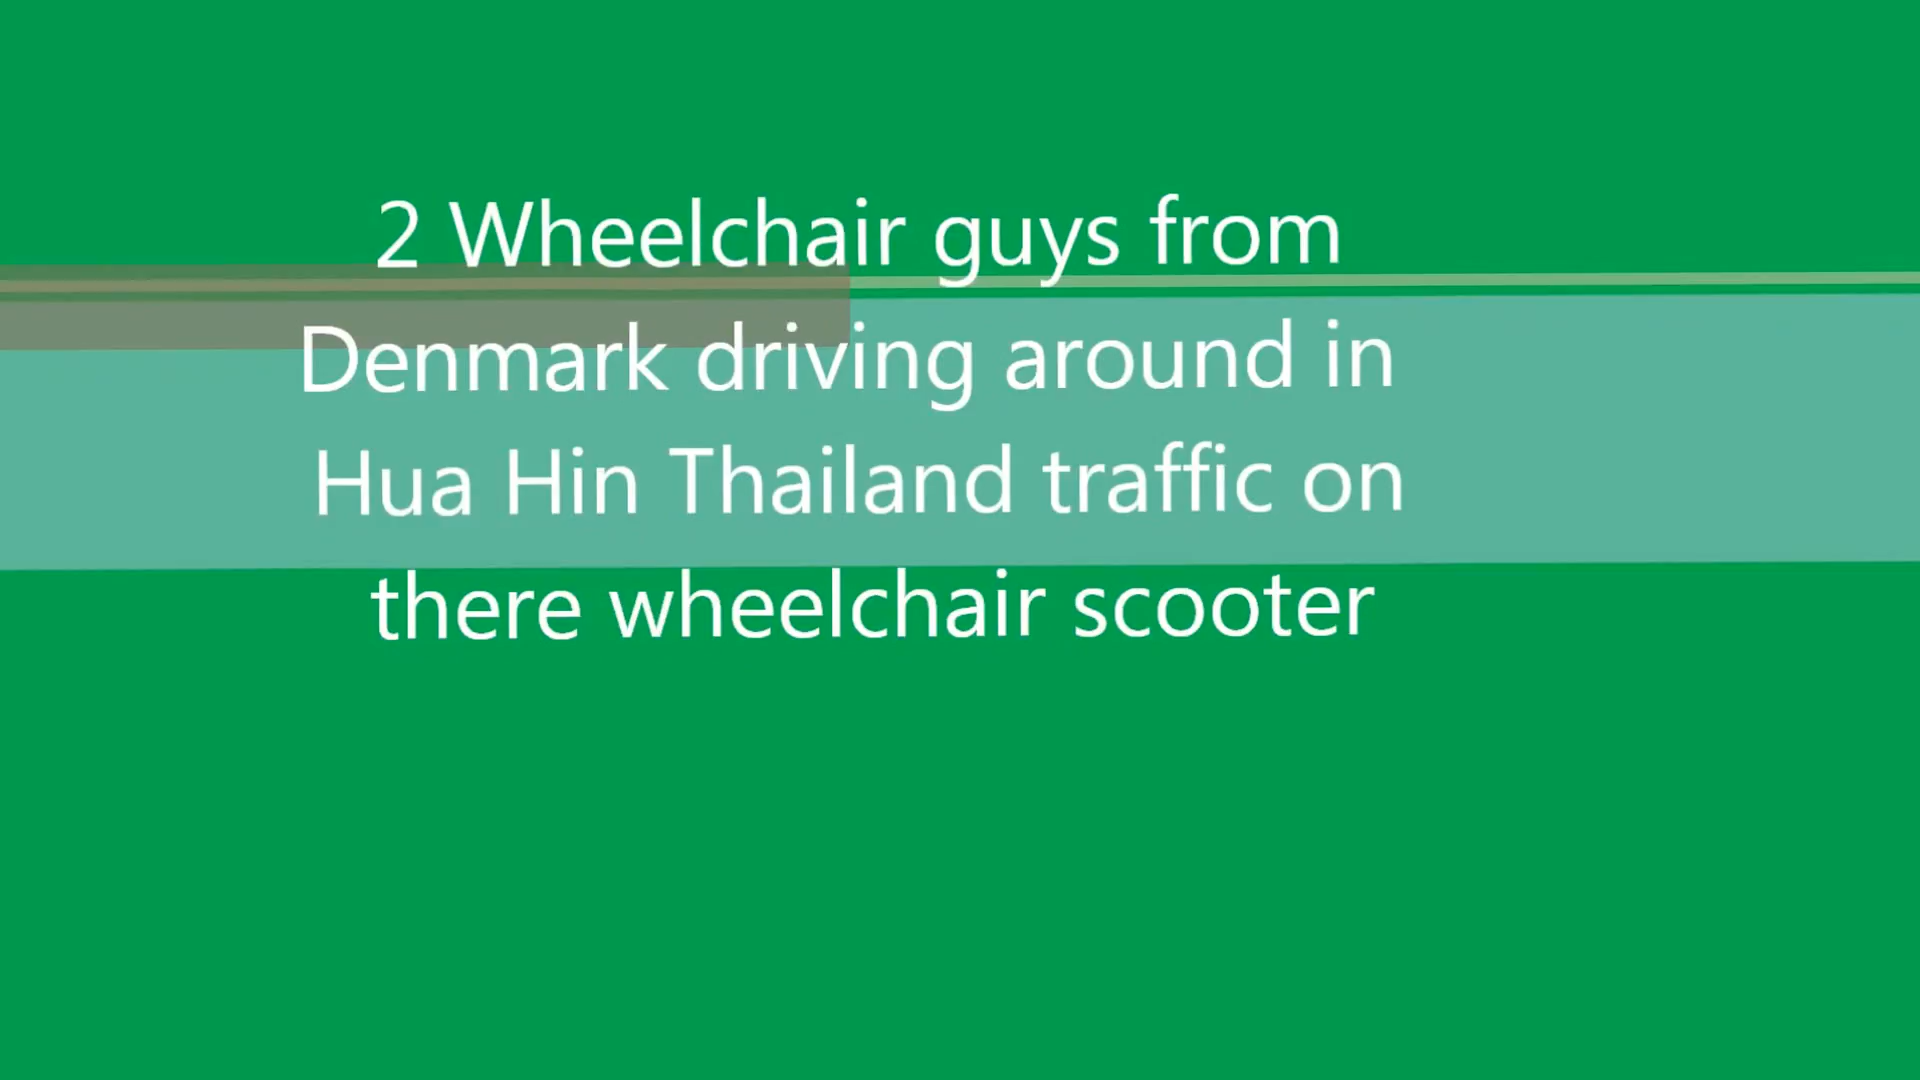 2 Wheelchair guys from
Denmark driving around in
Hua Hin Thailand traffic on
there wheelchair scooter